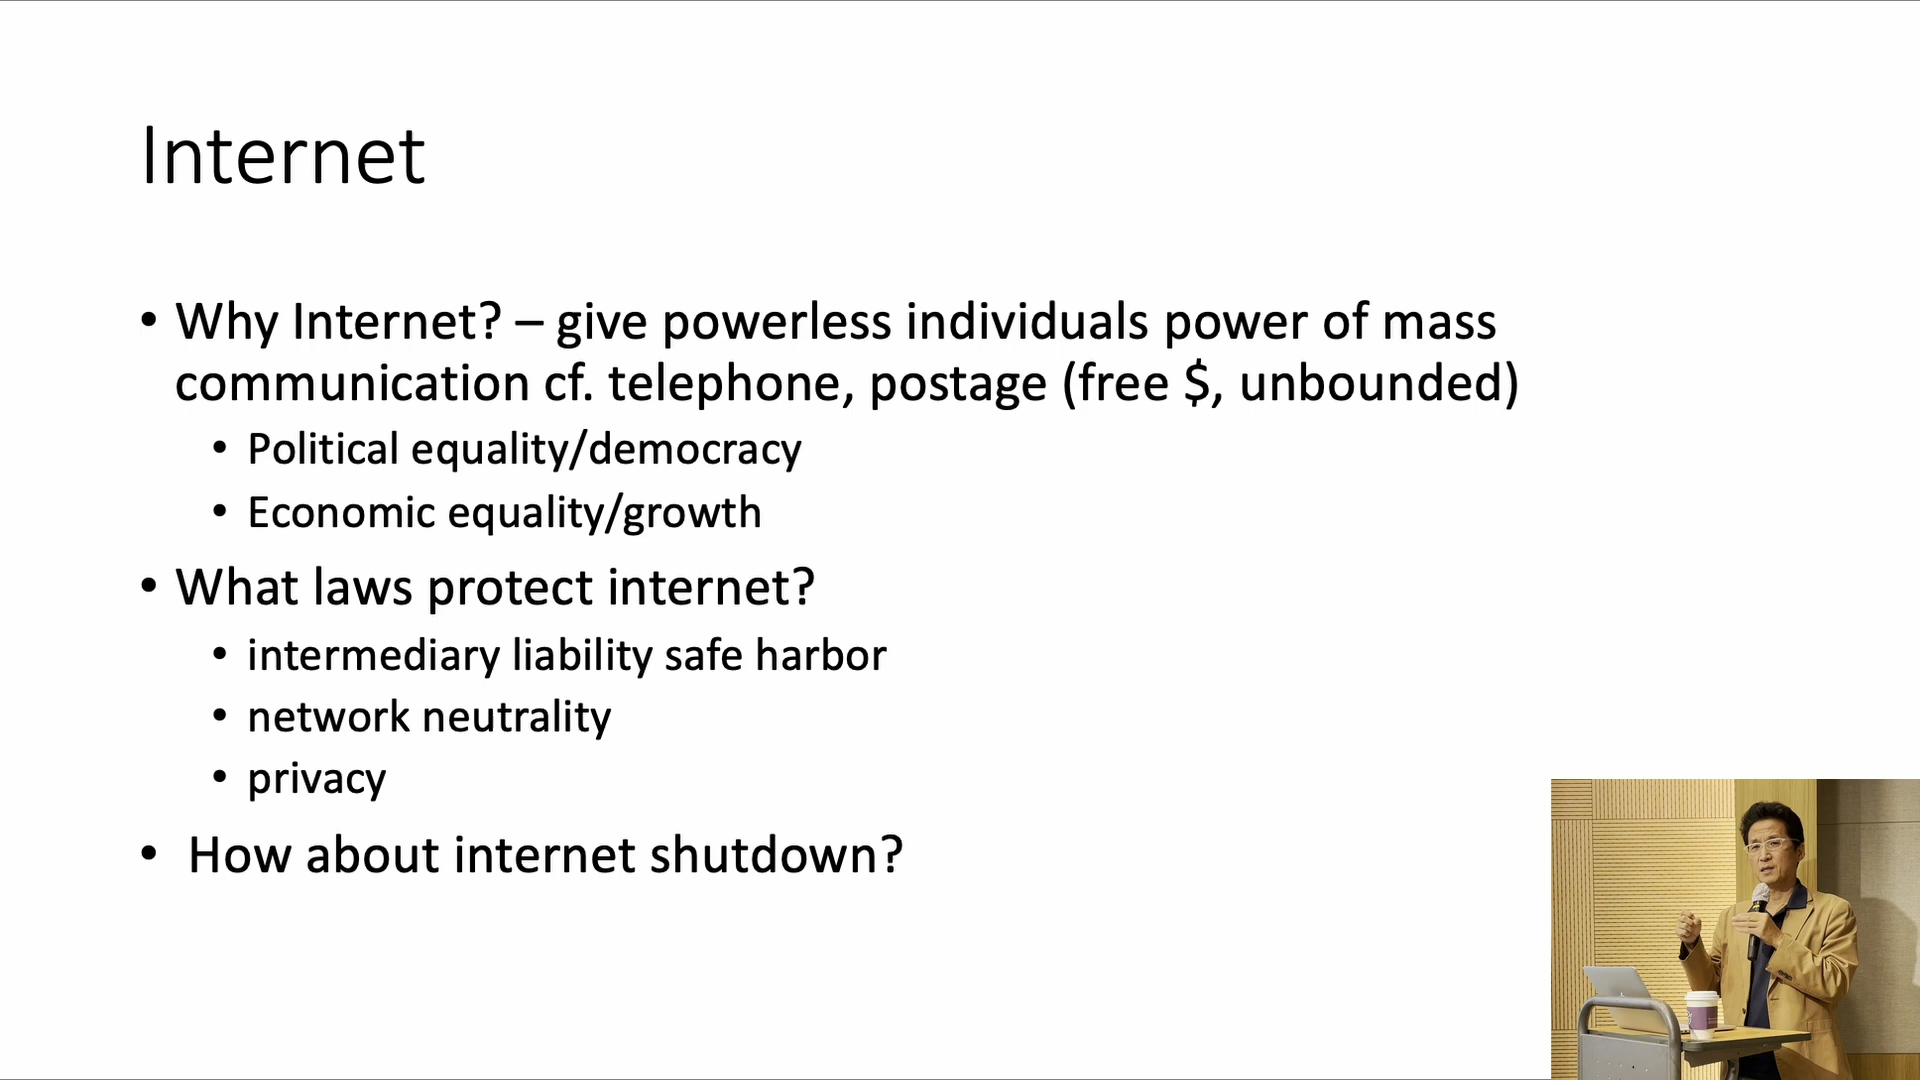 Internet
• Why Internet? – give powerless individuals power of mass
communication cf. telephone, postage (free $, unbounded)
• Political equality/democracy
• Economic equality/growth
• What laws protect internet?
• intermediary liability safe harbor
• network neutrality
• privacy
• How about internet shutdown?